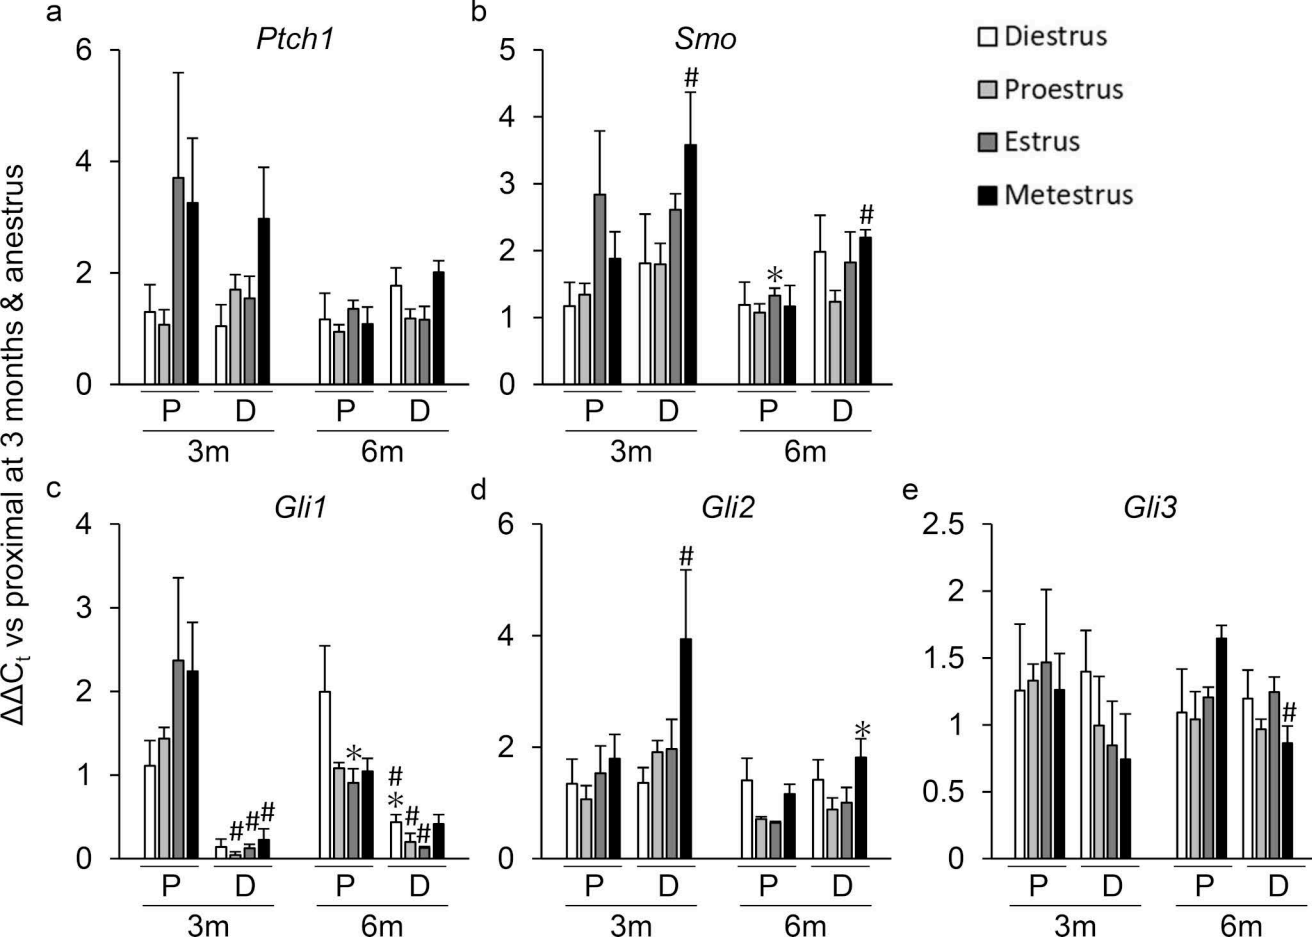 a
Ptch1
6
4
2
0
P
D
P
D
3m
6m
b
Smo
5
4
3
2
1
0
#
*
#
P
D
P
D
3m
6m
Diestrus
Proestrus
Estrus
Metestrus
ΔΔCt vs proximal at 3 months & anestrus
c
Gli1
4
3
2
1
0
# # #
*
#
*
#
#
P
D
P
D
3m
6m
d
Gli2
6
4
2
0
#
*
P
D
P
D
3m
6m
e
Gli3
2.5
2
1.5
1
0.5
0
#
P
D
P
D
3m
6m